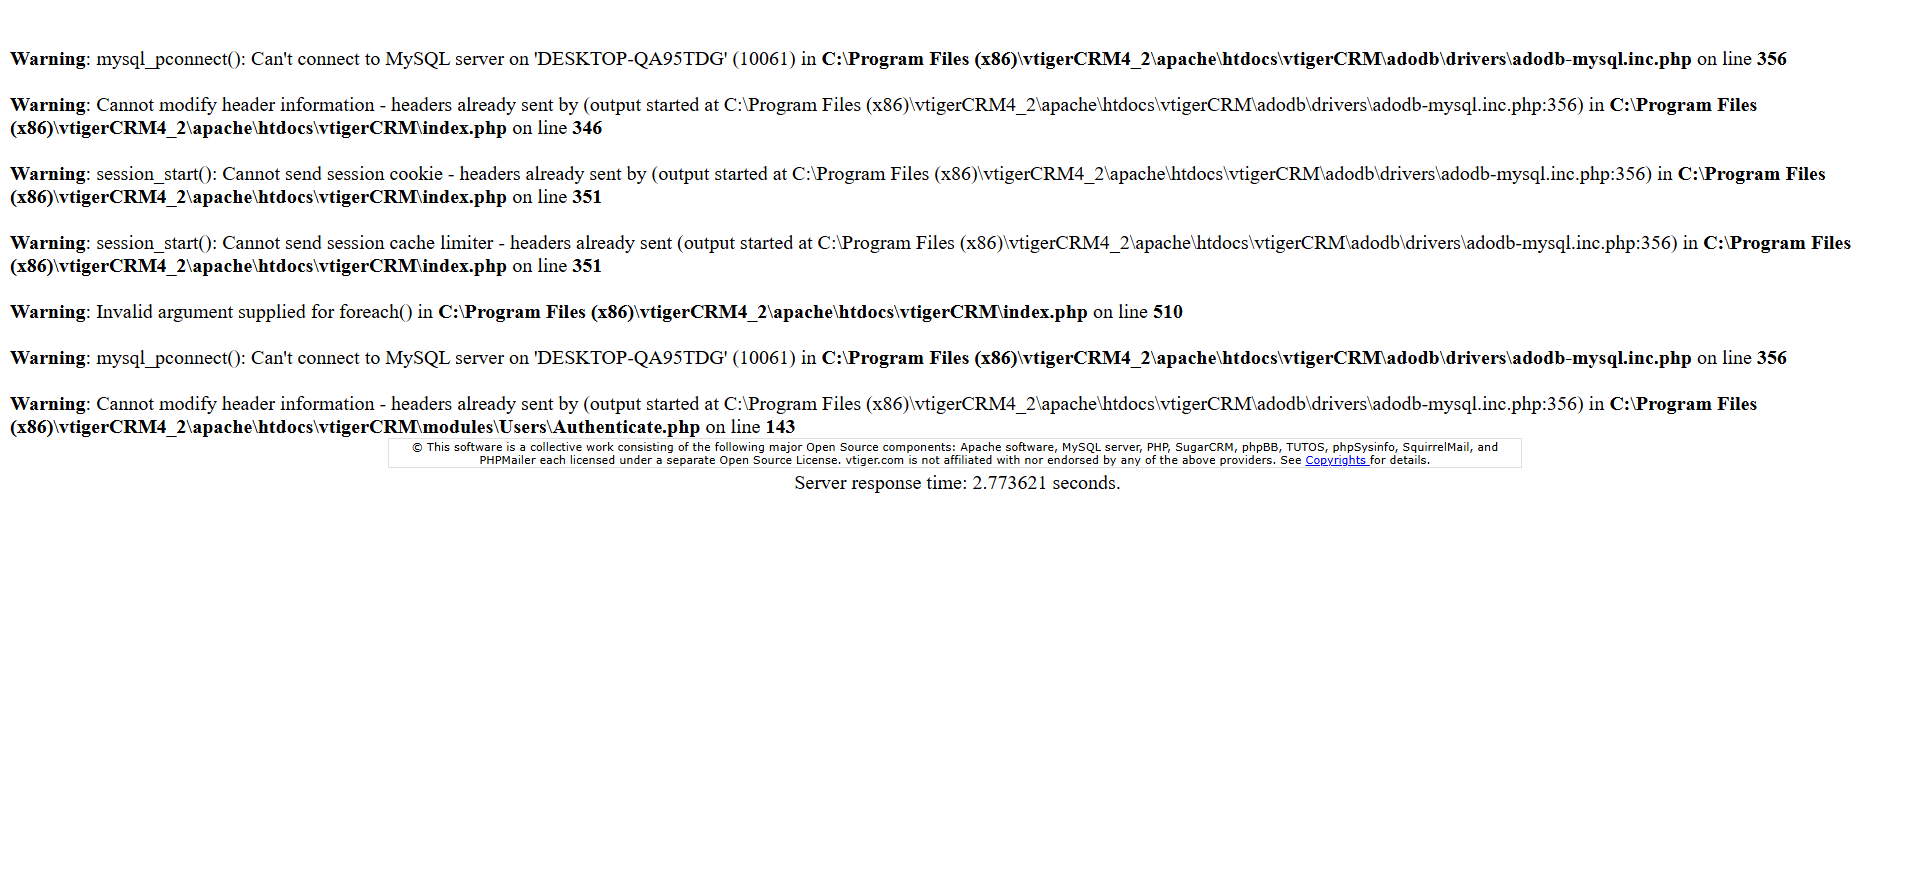 Warning: mysql_pconnect(): Can't connect to MySQL server on 'DESKTOP-QA95TDG' (10061) in C:\Program Files (x86)\vtigerCRM4_2\apache\htdocs\vtigerCRM\adodb\drivers\adodb-mysql.inc.php on line 356
Warning: Cannot modify header information - headers already sent by (output started at C:\Program Files (x86)\vtigerCRM4_2\apache\htdocs\vtigerCRM\adodb\drivers\adodb-mysql.inc.php:356) in C:\Program Files
(x86)\vtigerCRM4_2\apache\htdocs\vtigerCRM\index.php on line 346
Warning: session_start(): Cannot send session cookie - headers already sent by (output started at C:\Program Files (x86)\vtigerCRM4_2\apache\htdocs\vtigerCRM\adodb\drivers\adodb-mysql.inc.php:356) in C:\Program Files
(x86)\vtigerCRM4_2\apache\htdocs\vtigerCRM\index.php on line 351
Warning: session_start(): Cannot send session cache limiter - headers already sent (output started at C:\Program Files (x86)\vtigerCRM4_2\apache\htdocs\vtigerCRM\adodb\drivers\adodb-mysql.inc.php:356) in C:\Program Files
(x86)\vtigerCRM4_2\apache\htdocs\vtigerCRM\index.php on line 351
Warning: Invalid argument supplied for foreach() in C:\Program Files (x86)\vtigerCRM4_2\apache\htdocs\vtigerCRM\index.php on line 510
Warning: mysql_pconnect(): Can't connect to MySQL server on 'DESKTOP-QA95TDG' (10061) in C:\Program Files (x86)\vtigerCRM4_2\apache\htdocs\vtigerCRM\adodb\drivers\adodb-mysql.inc.php on line 356
Warning: Cannot modify header information - headers already sent by (output started at C:\Program Files (x86)\vtigerCRM4_2\apache\htdocs\vtigerCRM\adodb\drivers\adodb-mysql.inc.php:356) in C:\Program Files
(x86)\vtigerCRM4_2\apache\htdocs\vtigerCRM\modules\Users\Authenticate.php on line 143
© This software is a collective work consisting of the following major Open Source components: Apache software, MySQL server, PHP, SugarCRM, phpBB, TUTOS, phpSysinfo, SquirrelMail, and
PHPMailer each licensed under a separate Open Source License. vtiger.com is not affiliated with nor endorsed by any of the above providers. See Copyrights for details.
Server response time: 2.773621 seconds.